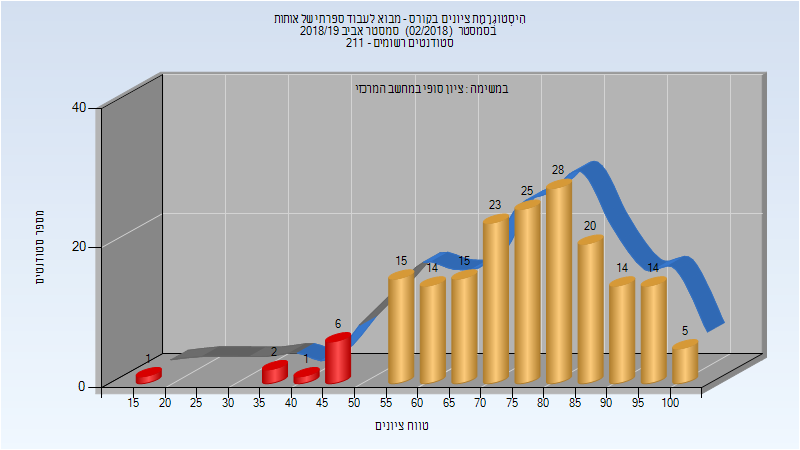 היסטוגרמת ציונים בקורס - מבוא לעבוד ספרתי של אותות
בסמסטר (02/2018) סמסטר אביב 2018/19
סטודנטים רשומים - 211
במשימה : ציון סופי במחשב המרכזי
מספר סטודנטים
40
20
0
1
2
1
6
15
14
15
23
25
28
20
14
14
5
15 20 25 30 35 40 45 50 55 60 65 70 75 80 85 90 95 100
טווח ציונים